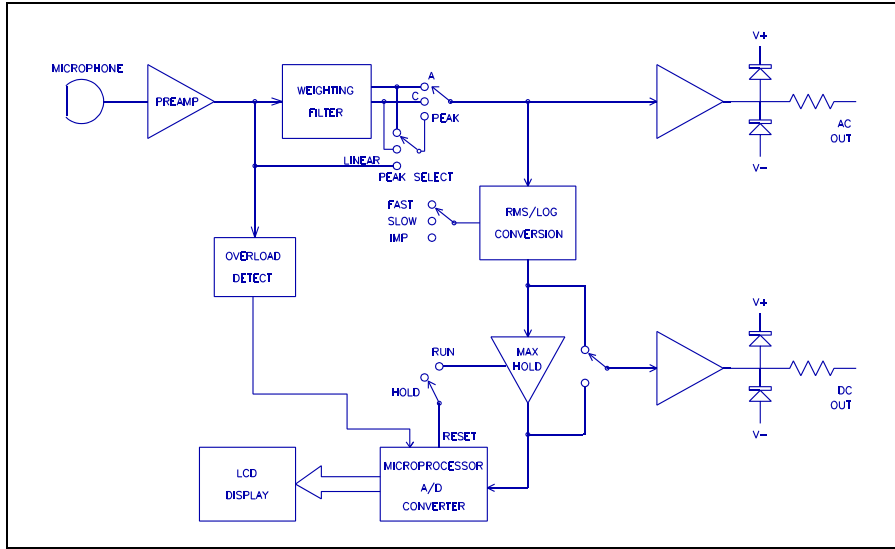 V+
MICROPHONE
PREAMP
WEIGHTING
FILTER
A
C
PEAK
LINEAR
PEAK SELECT
AC
OUT
V-
FAST
SLOW
IMP
RMS/LOG
CONVERSION
OVERLOAD
DETECT
V+
RUN
MAX
HOLD
HOLD
DC
OUT
V-
RESET
LCD
DISPLAY
MICROPROCESSOR
A/D
CONVERTER